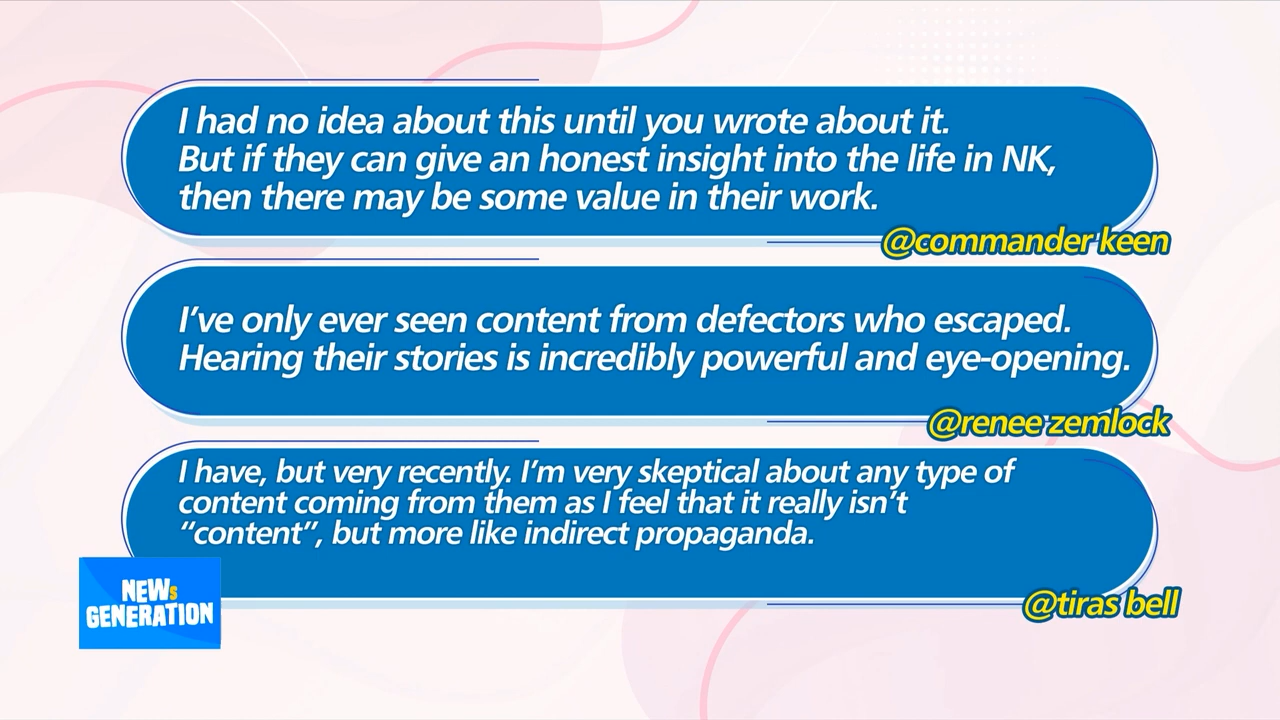 I had no idea about this until you wrote about it.
But if they can give an honest insight into the life in NK,
then there may be some value in their work.
@commander keen
I've only ever seen content from defectors who escaped.
Hearing their stories is incredibly powerful and eye-opening.
@renee zemlock
I have, but very recently. I'm very skeptical about any type of
content coming from them as I feel that it really isn't
“content”, but more like indirect propaganda.
@tiras bell
NEWs
GENERATION